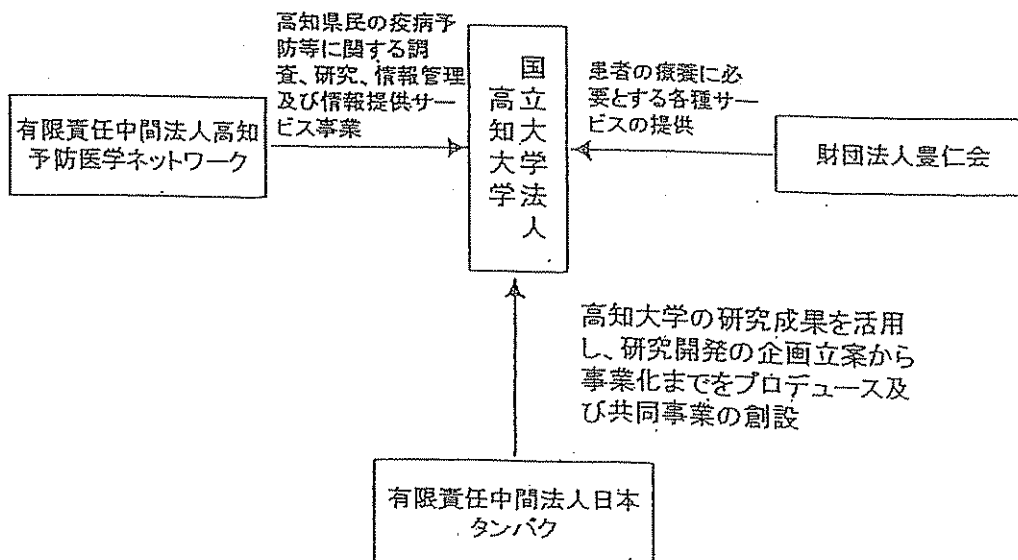 高知県民の疫病予
防等に関する調
査、研究、情報管理
及び情報提供サー
ビス事業
有限責任中間法人高知
予防医学ネットワーク
国立大学法人
高知大学
患者の療養に必
要とする各種サー
ビスの提供
財団法人豊仁会
高知大学の研究成果を活用
し、研究開発の企画立案から
事業化までをプロデュース及
び共同事業の創設
有限責任中間法人日本
タンパク